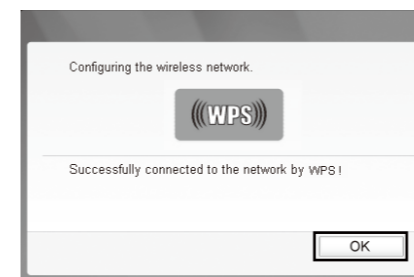 Configuring the wireless network.
WPS
Successfully connected to the network by WPS!
OK